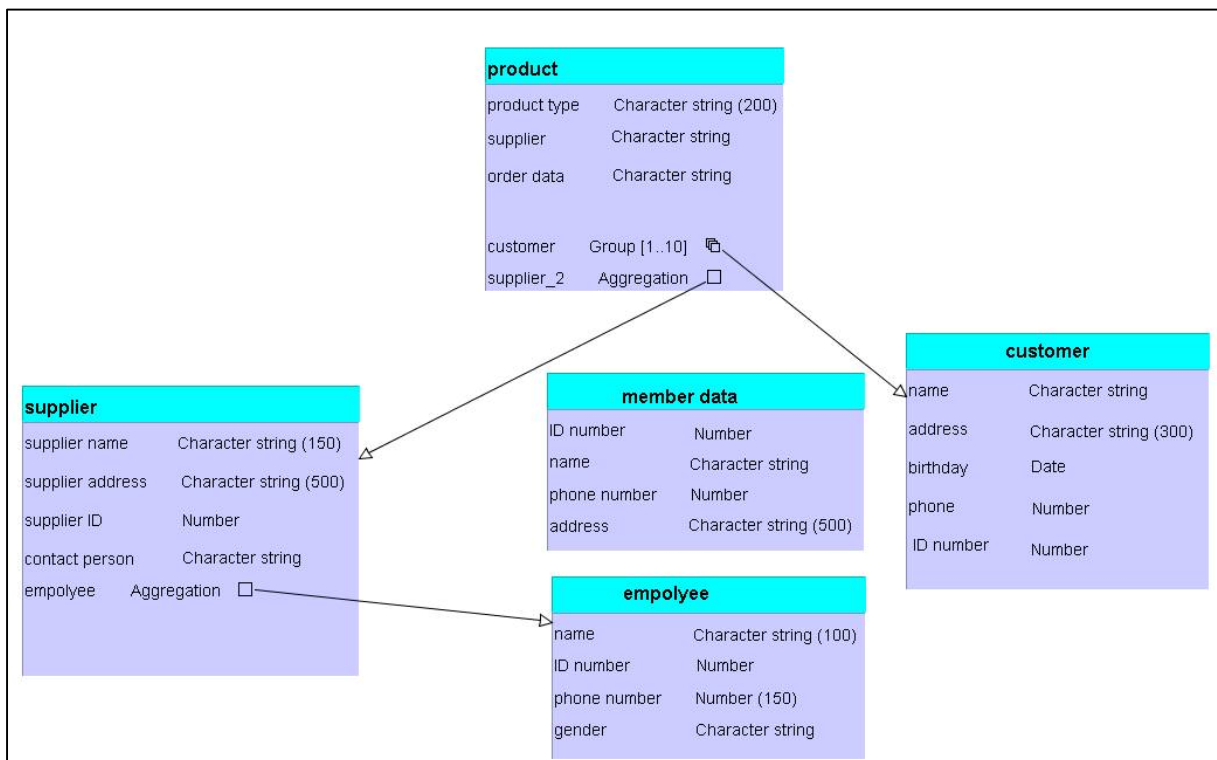 product
product type Character string (200)
supplier Character string
order data Character string
customer Group [1..10]
supplier_2 Aggregation
supplier
supplier name Character string (150)
supplier address Character string (500)
supplier ID Number
contact person Character string
empolyee Aggregation
member data
ID number Number
name Character string
phone number Number
address Character string (500)
customer
name Character string
address Character string (300)
birthday Date
phone Number
ID number Number
empolyee
name Character string (100)
ID number Number
phone number Number (150)
gender Character string